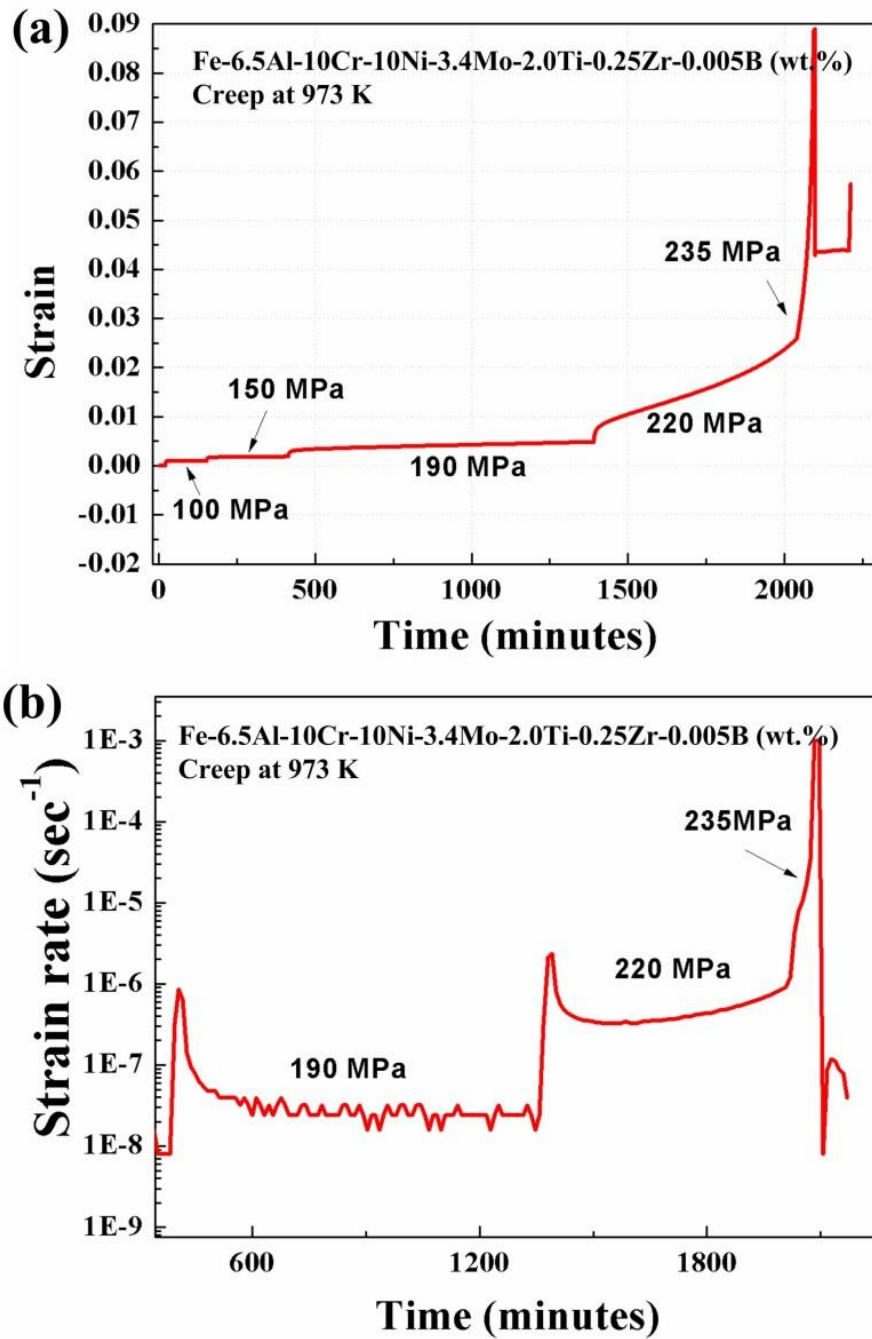 (a)
Fe-6.5Al-10Cr-10Ni-3.4Mo-2.0Ti-0.25Zr-0.005B (wt.%)
Creep at 973 K
0.09
0.08
0.07
0.06
0.05
0.04
0.03
0.02
0.01
0.00
-0.01
-0.02
Strain
235 MPa
150 MPa
220 MPa
190 MPa
100 MPa
0 500 1000 1500 2000
Time (minutes)
(b)
Fe-6.5Al-10Cr-10Ni-3.4Mo-2.0Ti-0.25Zr-0.005B (wt.%)
Creep at 973 K
1E-3
1E-4
1E-5
1E-6
1E-7
1E-8
1E-9
Strain rate (sec⁻¹)
235MPa
220 MPa
190 MPa
600 1200 1800
Time (minutes)